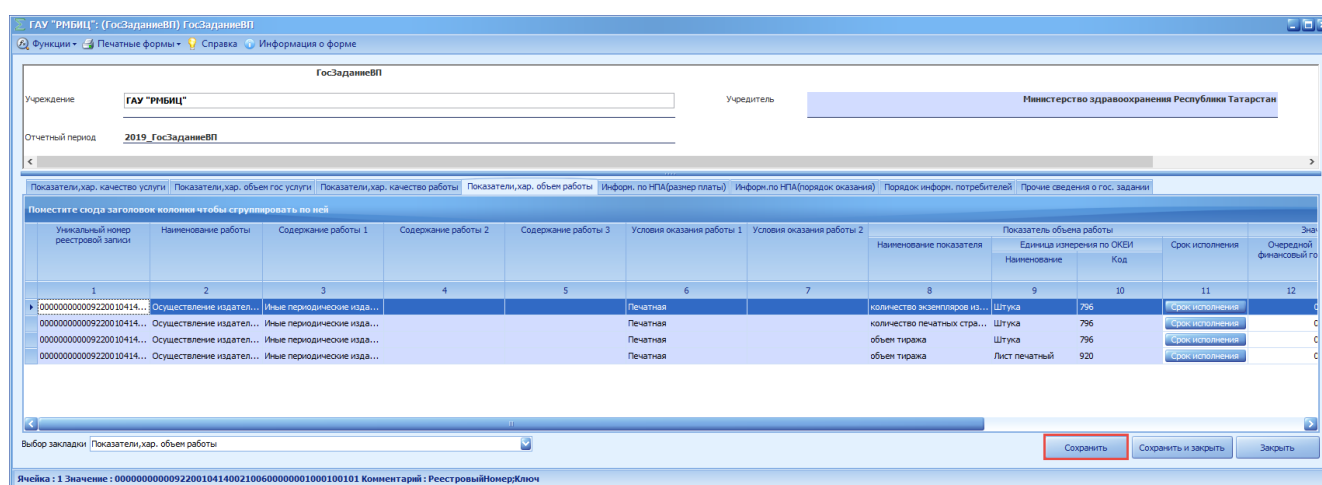 ГАУ "РМБИЦ": (ГосЗаданиеВП) ГосЗаданиеВП
Функции Печатные формы Справка Информация о форме
ГосЗаданиеВП
Учреждение ГАУ "РМБИЦ" Учредитель Министерство здравоохранения Республики Татарстан
Отчетный период 2019_ГосЗаданиеВП
Показатели,хар. качество услуги Показатели,хар. объем гос услуги Показатели,хар. качество работы Показатели,хар. объем работы Информ. по НПА(размер платы) Информ.по НПА(порядок оказания) Порядок информ. потребителей Прочие сведения о гос. задании
Поместите сюда заголовок колонки чтобы сгруппировать по ней
Уникальный номер Наименование работы Содержание работы 1 Содержание работы 2 Содержание работы 3 Условия оказания работы 1 Условия оказания работы 2 Показатель объема работы Знач
реестровой записи Наименование показателя Единица измерения по ОКЕИ Срок исполнения Очередной
Наименование Код финансовый го
1 2 3 4 5 6 7 8 9 10 11 12
00000000000922001041​4... Осуществление издател... Иные периодические изда... Печатная количество экземпляров из... Штука 796 Срок исполнения 0
000000000009220010414... Осуществление издател... Иные периодические изда... Печатная количество печатных стра... Штука 796 Срок исполнения 0
000000000009220010414... Осуществление издател... Иные периодические изда... Печатная объем тиража Штука 796 Срок исполнения 0
000000000009220010414... Осуществление издател... Иные периодические изда... Печатная объем тиража Лист печатный 920 Срок исполнения 0
Выбор закладки Показатели,хар. объем работы Сохранить Сохранить и закрыть Закрыть
Ячейка : 1 Значение : 000000000009220010414002100600000001000100101 Комментарий : РеестровыйНомер;Ключ